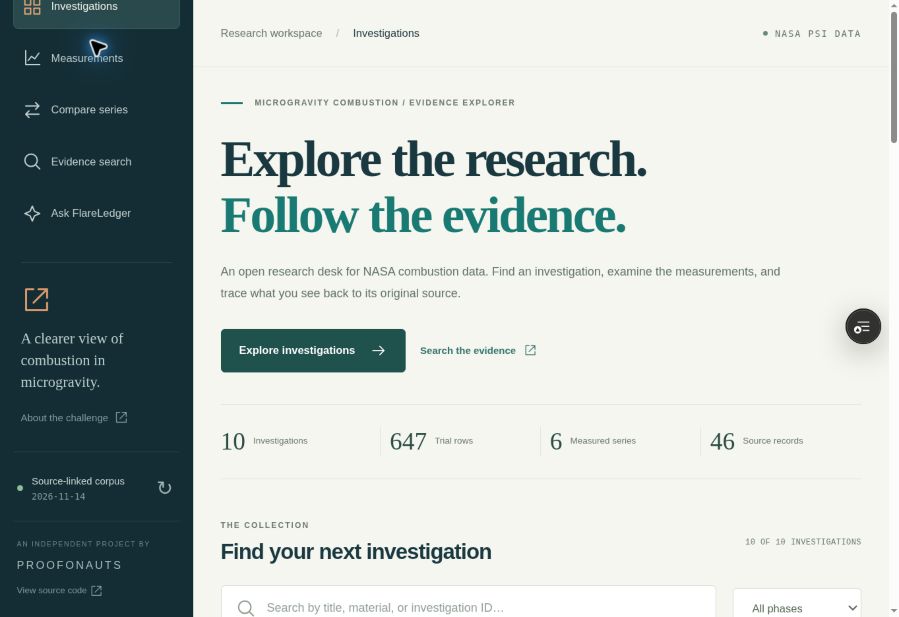 Investigations
Measurements
Compare series
Evidence search
Ask FlareLedger
A clearer view of
combustion in
microgravity.
About the challenge
Source-linked corpus
2026-11-14
AN INDEPENDENT PROJECT BY
PROOFONAUTS
View source code
Research workspace / Investigations
NASA PSI DATA
MICROGRAVITY COMBUSTION / EVIDENCE EXPLORER
Explore the research.
Follow the evidence.
An open research desk for NASA combustion data. Find an investigation, examine the measurements, and
trace what you see back to its original source.
Explore investigations
Search the evidence
10 Investigations
647 Trial rows
6 Measured series
46 Source records
THE COLLECTION
Find your next investigation
10 OF 10 INVESTIGATIONS
Search by title, material, or investigation ID…
All phases